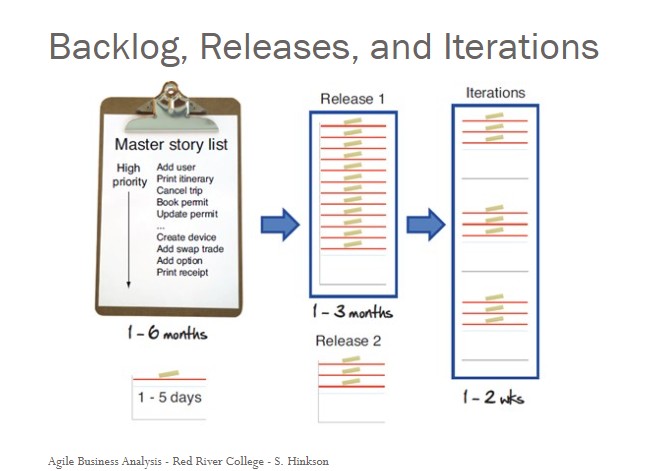 Backlog, Releases, and Iterations
Master story list
High
priority
Add user
Print itinerary
Cancel trip
Book permit
Update permit
...
Create device
Add swap trade
Add option
Print receipt
1-6 months
1 - 5 days
Release 1
1-3 months
Release 2
Iterations
1-2 wks
Agile Business Analysis - Red River College - S. Hinkson